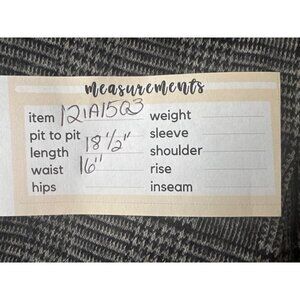 measurements
item 121A15Q3 weight
pit to pit sleeve
length 18 1/2" shoulder
waist 16" rise
hips inseam